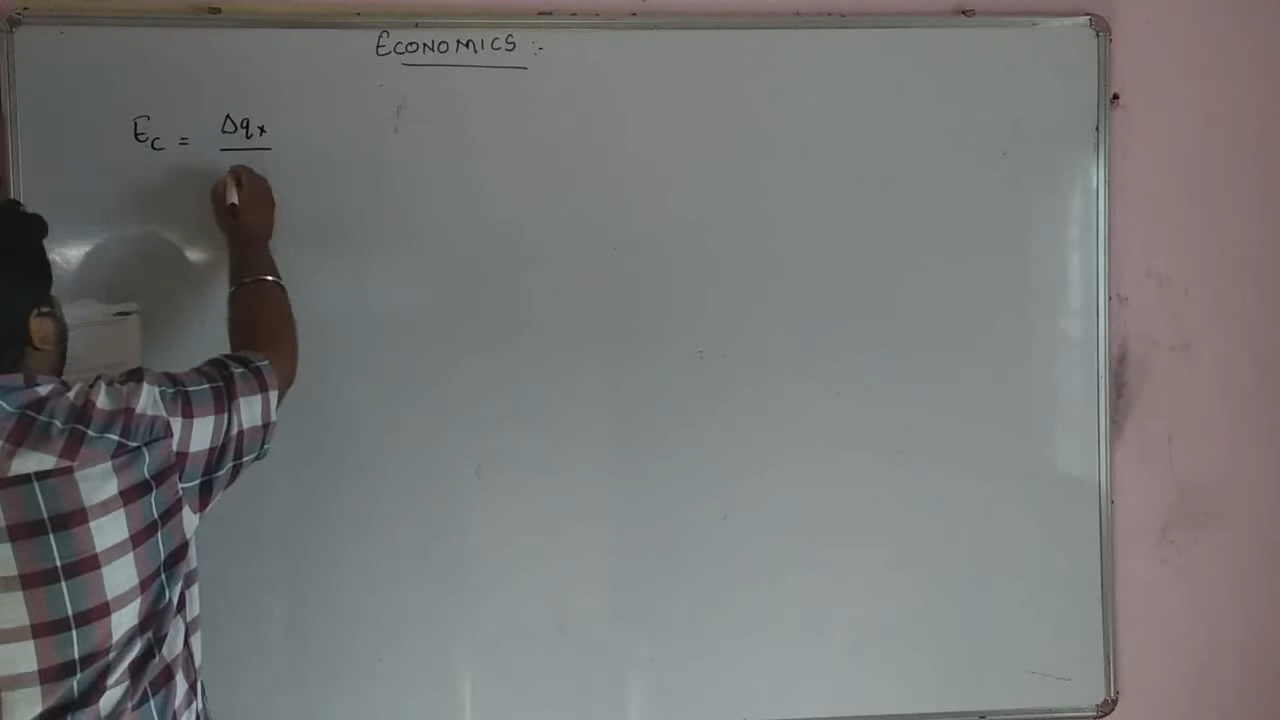 ECONOMICS :-
Ec = Δqx